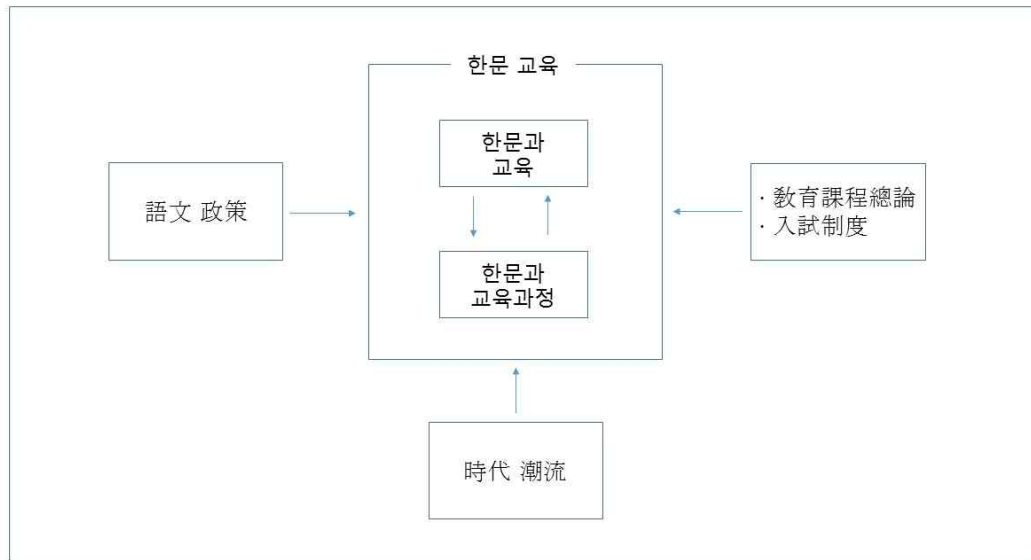 한문 교육
한문과
교육
語文 政策
· 敎育課程總論
· 入試制度
한문과
교육과정
時代 潮流